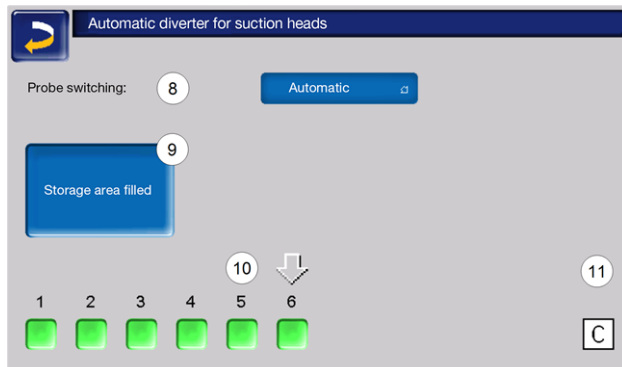 Automatic diverter for suction heads
Probe switching: 8 Automatic
9
Storage area filled
10 11
1 2 3 4 5 6
C